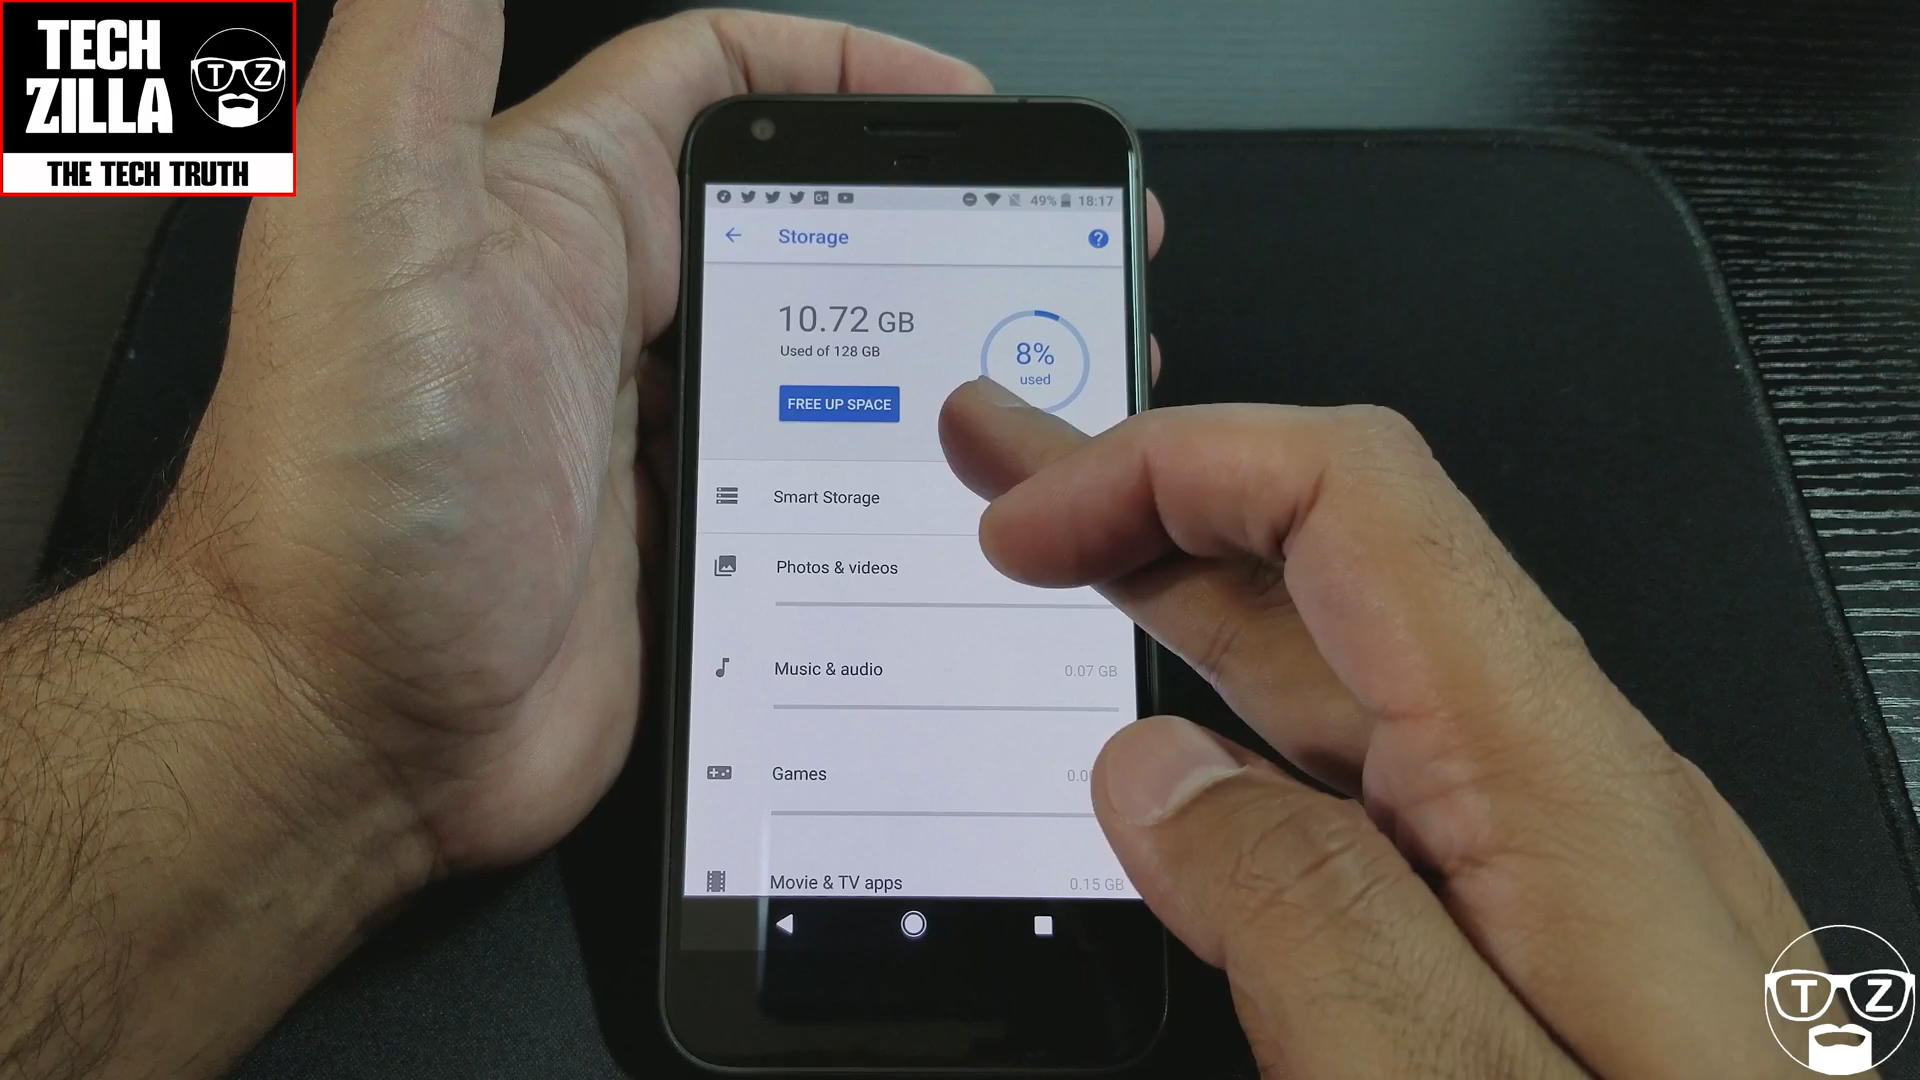 TECH
ZILLA
TZ
THE TECH TRUTH
49% 18:17
Storage
10.72 GB
Used of 128 GB
8%
used
FREE UP SPACE
Smart Storage
Photos & videos
Music & audio
0.07 GB
Games
Movie & TV apps
0.15 GB
T Z